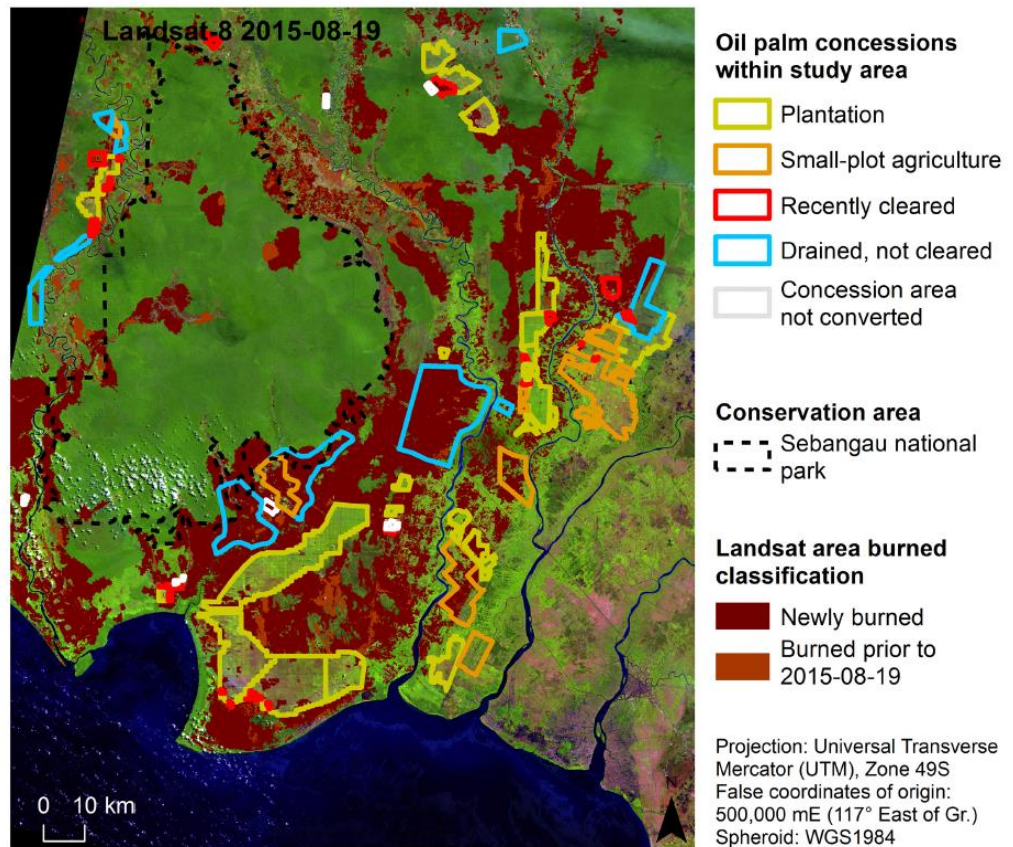 Landsat-8 2015-08-19
0 10 km
Oil palm concessions
within study area
Plantation
Small-plot agriculture
Recently cleared
Drained, not cleared
Concession area
not converted
Conservation area
Sebangau national
park
Landsat area burned
classification
Newly burned
Burned prior to
2015-08-19
Projection: Universal Transverse
Mercator (UTM), Zone 49S
False coordinates of origin:
500,000 mE (117° East of Gr.)
Spheroid: WGS1984